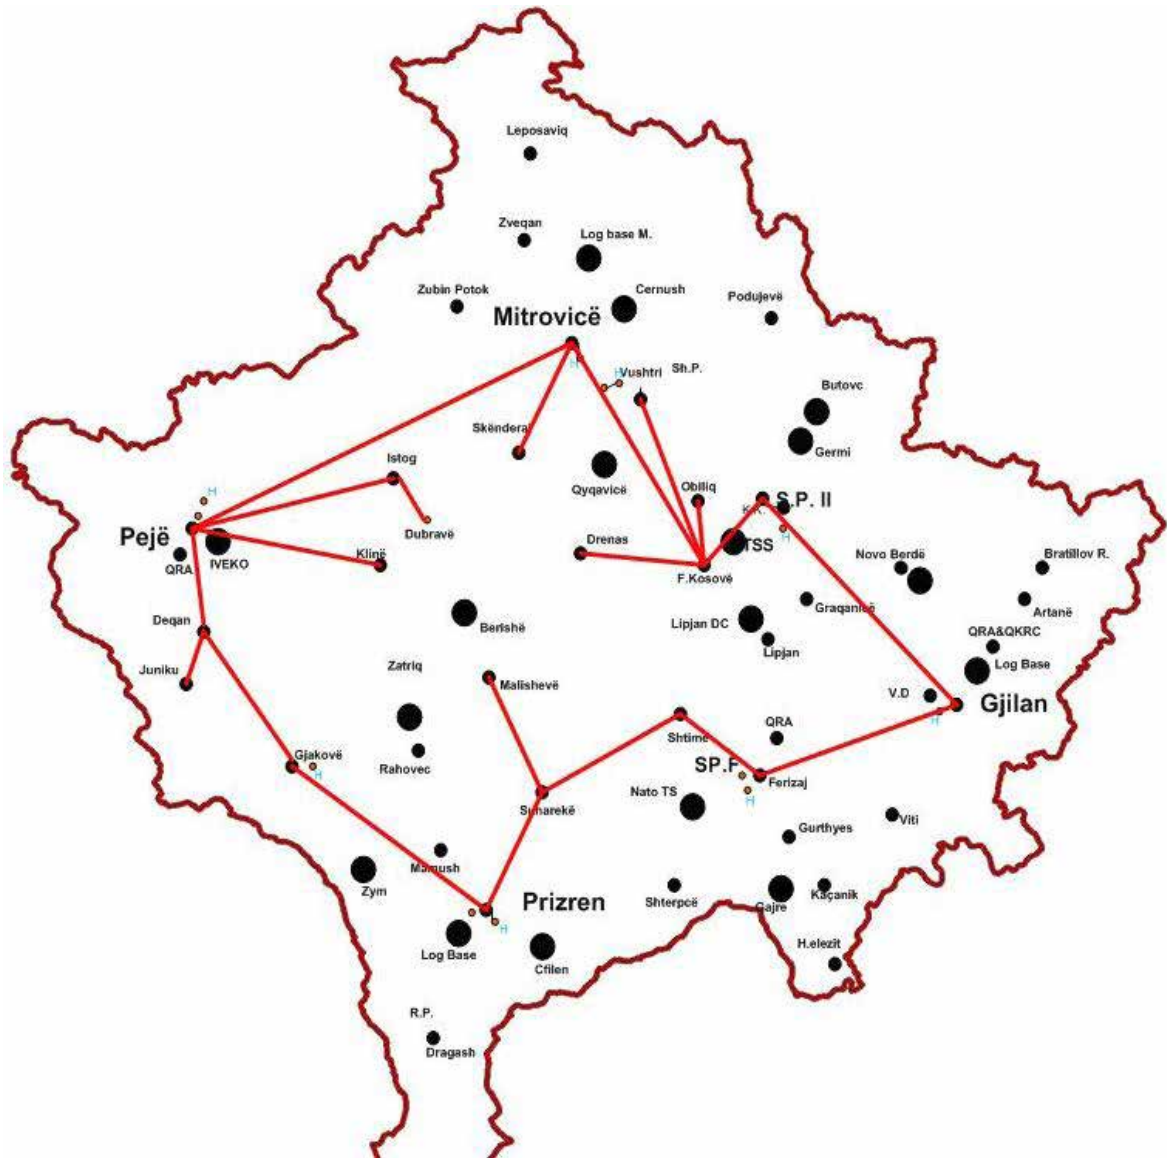 Leposaviq
Zveqan
Log base M.
Zubin Potok
Cernush
Podujevë
Mitrovicë
H
H
Vushtri
Sh.P.
Butovc
Skënderaj
Istog
Germi
Qyqavicë
H
Obiliq
K.K.
S.P. II
Dubravë
Pejë
Drenas
H
TSS
Klinë
Novo Berdë
Bratillov R.
QRA
IVEKO
F.Kosovë
Graqanicë
Artanë
Deqan
Berishë
Lipjan DC
Lipjan
QRA&QKRC
Log Base
Juniku
Zatriq
Malishevë
V.D
Gjilan
H
Shtime
QRA
Gjakovë
H
Rahovec
SP.F
Ferizaj
Nato TS
H
Suharekë
Viti
Gurthyes
Mamush
Zym
Prizren
Shterpcë
Gajre
Kaçanik
H
Log Base
Cfilen
H.elezit
R.P.
Dragash